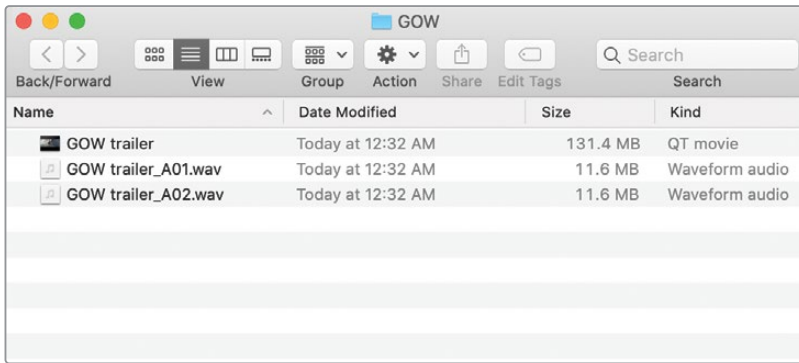 GOW
Search
Back/Forward View Group Action Share Edit Tags Search
Name Date Modified Size Kind
GOW trailer Today at 12:32 AM 131.4 MB QT movie
GOW trailer_A01.wav Today at 12:32 AM 11.6 MB Waveform audio
GOW trailer_A02.wav Today at 12:32 AM 11.6 MB Waveform audio